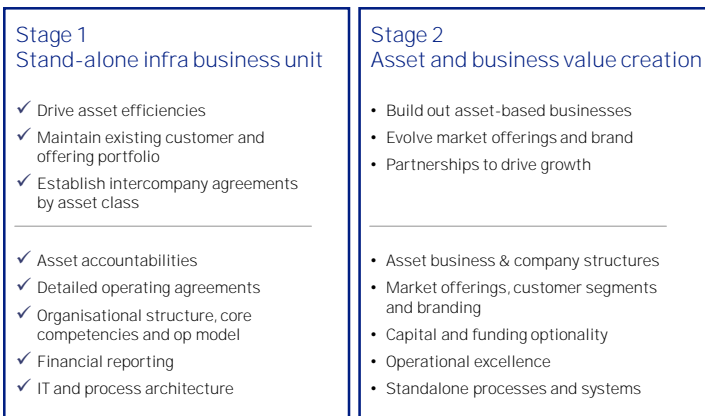 Stage 1
Stand-alone infra business unit
✓ Drive asset efficiencies
✓ Maintain existing customer and
offering portfolio
✓ Establish intercompany agreements
by asset class
✓ Asset accountabilities
✓ Detailed operating agreements
✓ Organisational structure, core
competencies and op model
✓ Financial reporting
✓ IT and process architecture
Stage 2
Asset and business value creation
• Build out asset-based businesses
• Evolve market offerings and brand
• Partnerships to drive growth
• Asset business & company structures
• Market offerings, customer segments
and branding
• Capital and funding optionality
• Operational excellence
• Standalone processes and systems